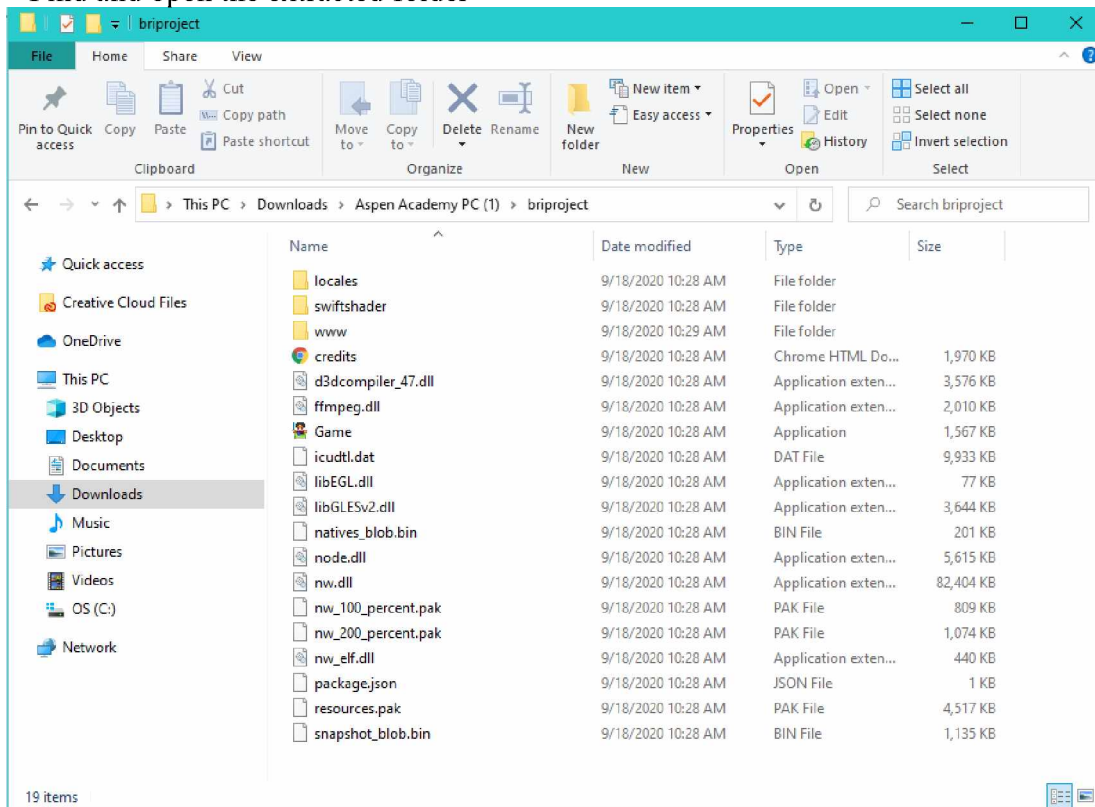 briproject
File Home Share View
Pin to Quick access
Copy
Paste
Cut
Copy path
Paste shortcut
Clipboard
Move to
Copy to
Delete
Rename
Organize
New folder
New item
Easy access
New
Properties
Open
Edit
History
Open
Select all
Select none
Invert selection
Select
This PC > Downloads > Aspen Academy PC (1) > briproject
Search briproject
Quick access
Creative Cloud Files
OneDrive
This PC
3D Objects
Desktop
Documents
Downloads
Music
Pictures
Videos
OS (C:)
Network
Name Date modified Type Size
locales 9/18/2020 10:28 AM File folder
swiftshader 9/18/2020 10:28 AM File folder
www 9/18/2020 10:29 AM File folder
credits 9/18/2020 10:28 AM Chrome HTML Do... 1,970 KB
d3dcompiler_47.dll 9/18/2020 10:28 AM Application exten... 3,576 KB
ffmpeg.dll 9/18/2020 10:28 AM Application exten... 2,010 KB
Game 9/18/2020 10:28 AM Application 1,567 KB
icudtl.dat 9/18/2020 10:28 AM DAT File 9,933 KB
libEGL.dll 9/18/2020 10:28 AM Application exten... 77 KB
libGLESv2.dll 9/18/2020 10:28 AM Application exten... 3,644 KB
natives_blob.bin 9/18/2020 10:28 AM BIN File 201 KB
node.dll 9/18/2020 10:28 AM Application exten... 5,615 KB
nw.dll 9/18/2020 10:28 AM Application exten... 82,404 KB
nw_100_percent.pak 9/18/2020 10:28 AM PAK File 809 KB
nw_200_percent.pak 9/18/2020 10:28 AM PAK File 1,074 KB
nw_elf.dll 9/18/2020 10:28 AM Application exten... 440 KB
package.json 9/18/2020 10:28 AM JSON File 1 KB
resources.pak 9/18/2020 10:28 AM PAK File 4,517 KB
snapshot_blob.bin 9/18/2020 10:28 AM BIN File 1,135 KB
19 items